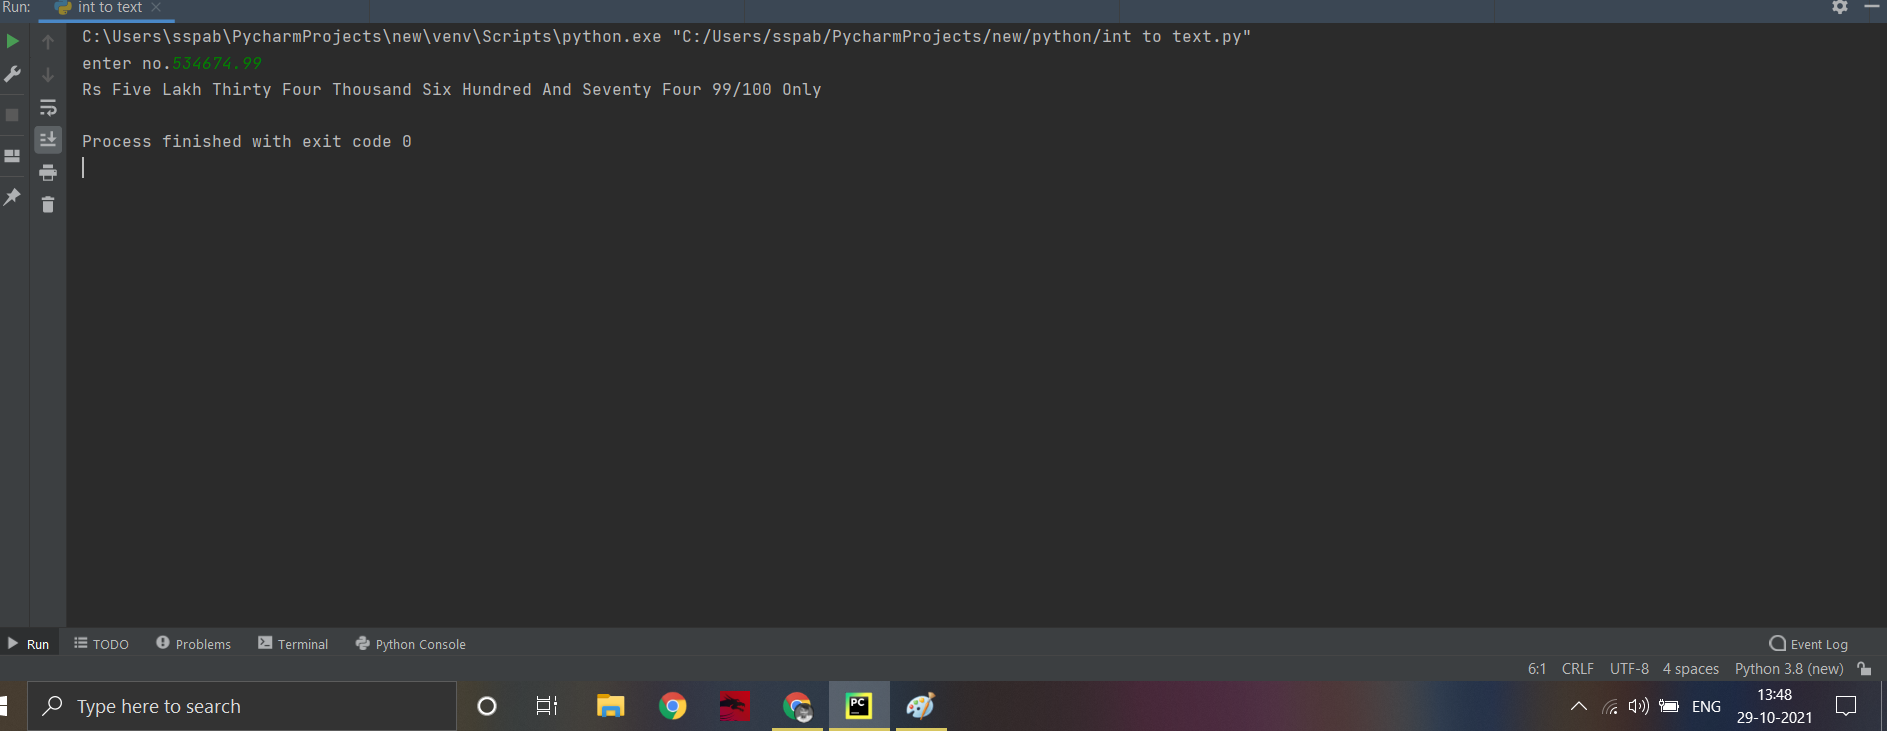 Run: int to text
C:\Users\sspab\PycharmProjects\new\venv\Scripts\python.exe "C:/Users/sspab/PycharmProjects/new/python/int to text.py"
enter no.534674.99
Rs Five Lakh Thirty Four Thousand Six Hundred And Seventy Four 99/100 Only
Process finished with exit code 0
Run TODO Problems Terminal Python Console Event Log
6:1 CRLF UTF-8 4 spaces Python 3.8 (new)
Type here to search
PC
ENG
13:48
29-10-2021